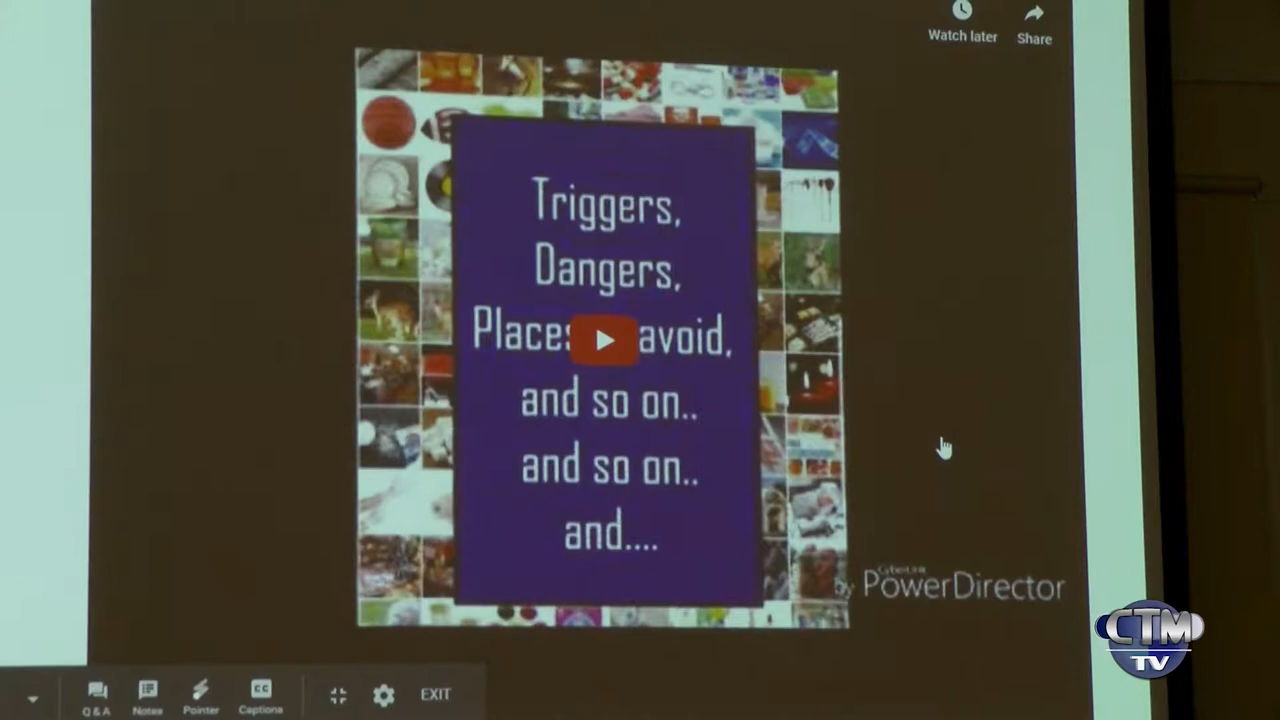 Watch later
Share
Triggers,
Dangers,
Places avoid,
and so on..
and so on..
and....
by CyberLink
PowerDirector
CTM
TV
Q & A
Notes
Pointer
Captions
CC
EXIT